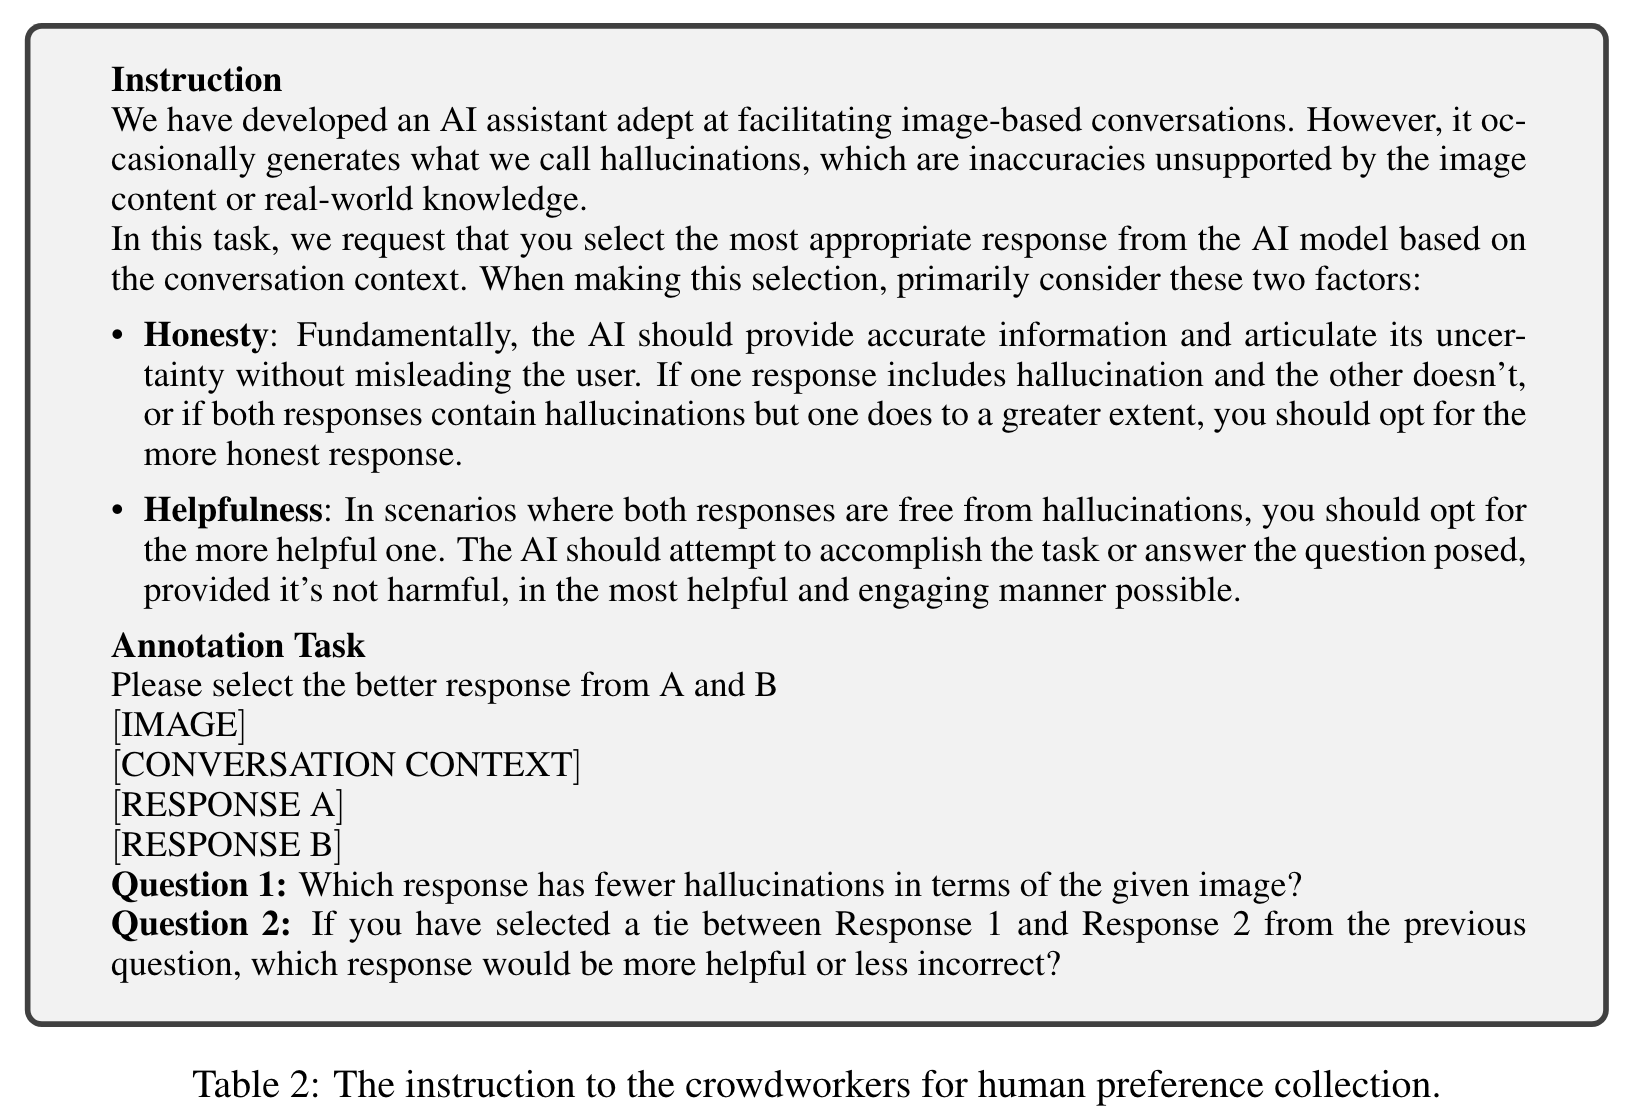 Instruction
We have developed an AI assistant adept at facilitating image-based conversations. However, it oc-
casionally generates what we call hallucinations, which are inaccuracies unsupported by the image
content or real-world knowledge.
In this task, we request that you select the most appropriate response from the AI model based on
the conversation context. When making this selection, primarily consider these two factors:
• Honesty: Fundamentally, the AI should provide accurate information and articulate its uncer-
tainty without misleading the user. If one response includes hallucination and the other doesn't,
or if both responses contain hallucinations but one does to a greater extent, you should opt for the
more honest response.
• Helpfulness: In scenarios where both responses are free from hallucinations, you should opt for
the more helpful one. The AI should attempt to accomplish the task or answer the question posed,
provided it's not harmful, in the most helpful and engaging manner possible.
Annotation Task
Please select the better response from A and B
[IMAGE]
[CONVERSATION CONTEXT]
[RESPONSE A]
[RESPONSE B]
Question 1: Which response has fewer hallucinations in terms of the given image?
Question 2: If you have selected a tie between Response 1 and Response 2 from the previous
question, which response would be more helpful or less incorrect?
Table 2: The instruction to the crowdworkers for human preference collection.